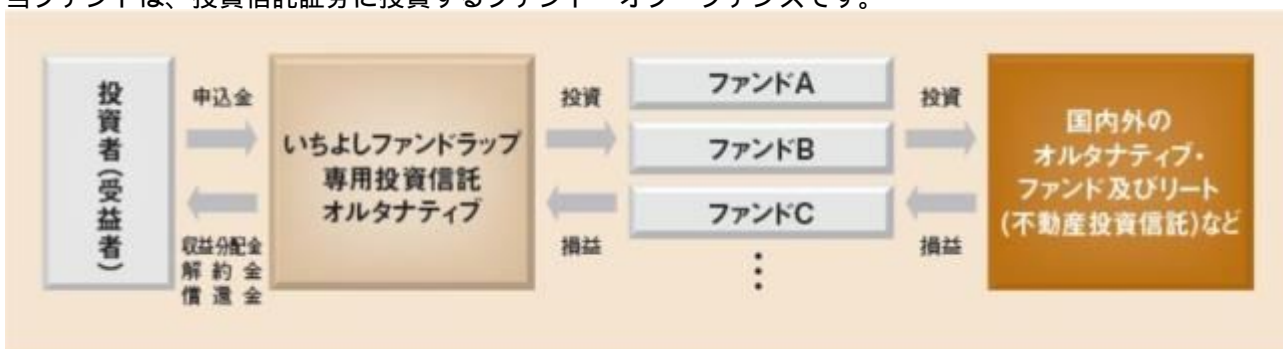 当ファンドは、投資信託証券に投資するファンド・オブ・ファンズです。
投資者(受益者)
申込金
収益分配金
解約金
償還金
いちよしファンドラップ
専用投資信託
オルタナティブ
投資
損益
ファンドA
ファンドB
ファンドC
⋮
投資
損益
国内外の
オルタナティブ・
ファンド及びリート
(不動産投資信託)など